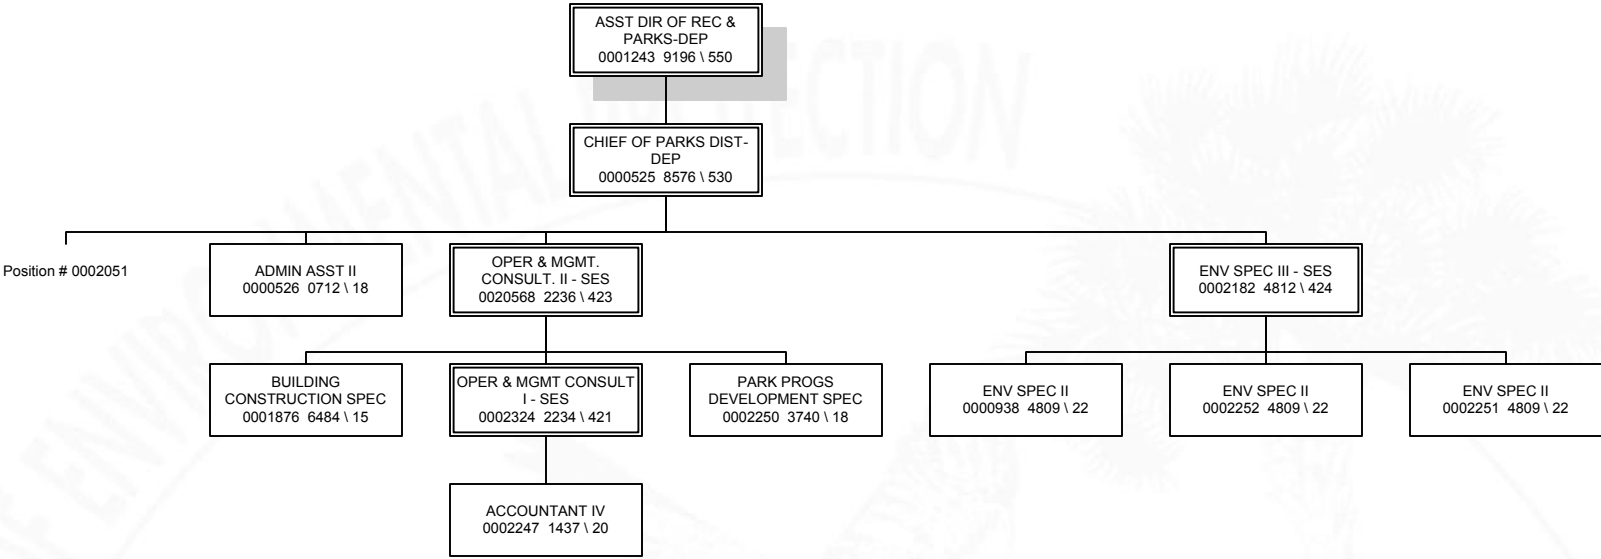 ASST DIR OF REC &
PARKS-DEP
0001243 9196 \ 550
CHIEF OF PARKS DIST-
DEP
0000525 8576 \ 530
Position # 0002051
ADMIN ASST II
0000526 0712 \ 18
OPER & MGMT.
CONSULT. II - SES
0020568 2236 \ 423
ENV SPEC III - SES
0002182 4812 \ 424
BUILDING
CONSTRUCTION SPEC
0001876 6484 \ 15
OPER & MGMT CONSULT
I - SES
0002324 2234 \ 421
PARK PROGS
DEVELOPMENT SPEC
0002250 3740 \ 18
ENV SPEC II
0000938 4809 \ 22
ENV SPEC II
0002252 4809 \ 22
ENV SPEC II
0002251 4809 \ 22
ACCOUNTANT IV
0002247 1437 \ 20
OF ENVIRONMENTAL PROTECTION